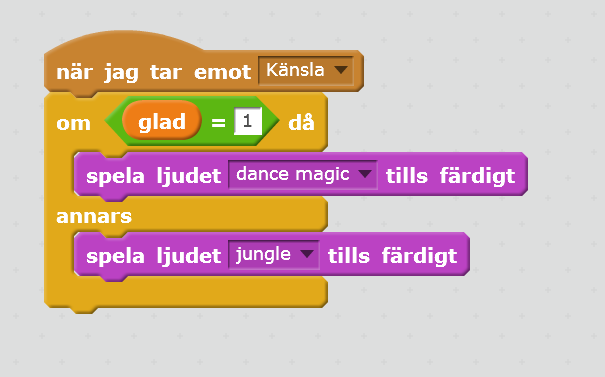 när jag tar emot Känsla
om glad = 1 då
spela ljudet dance magic tills färdigt
annars
spela ljudet jungle tills färdigt